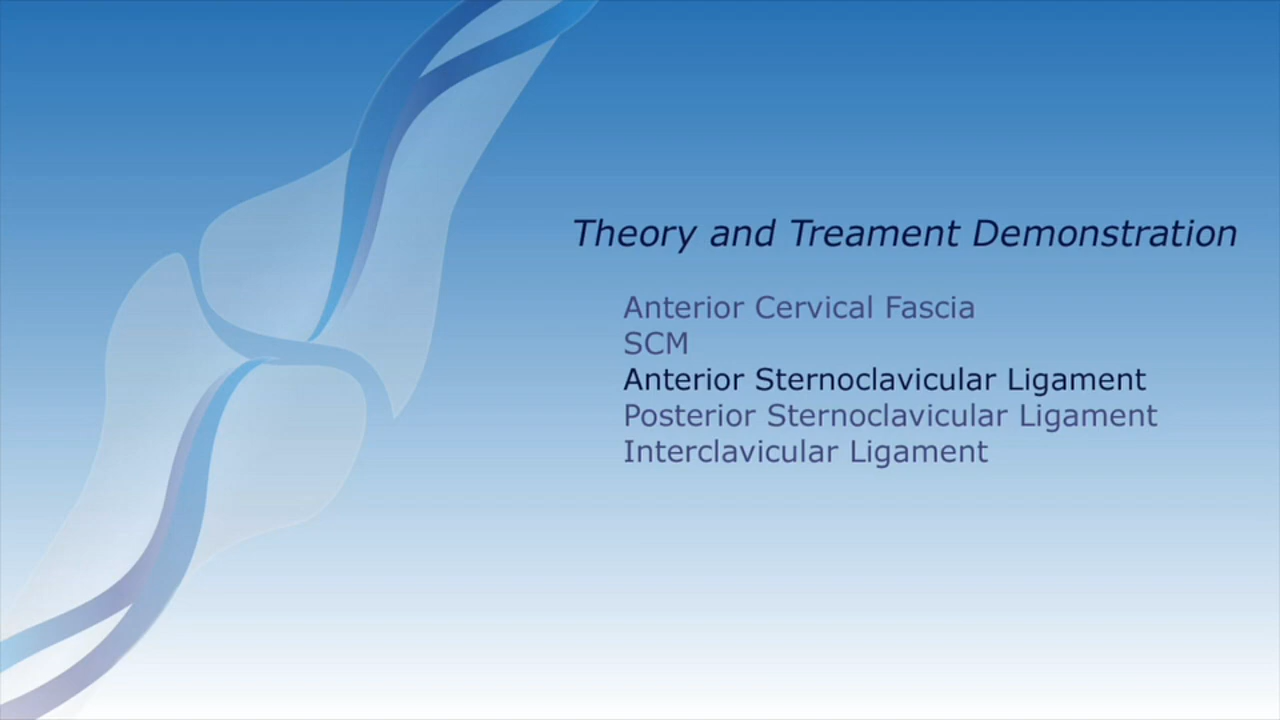 Theory and Treament Demonstration
Anterior Cervical Fascia
SCM
Anterior Sternoclavicular Ligament
Posterior Sternoclavicular Ligament
Interclavicular Ligament